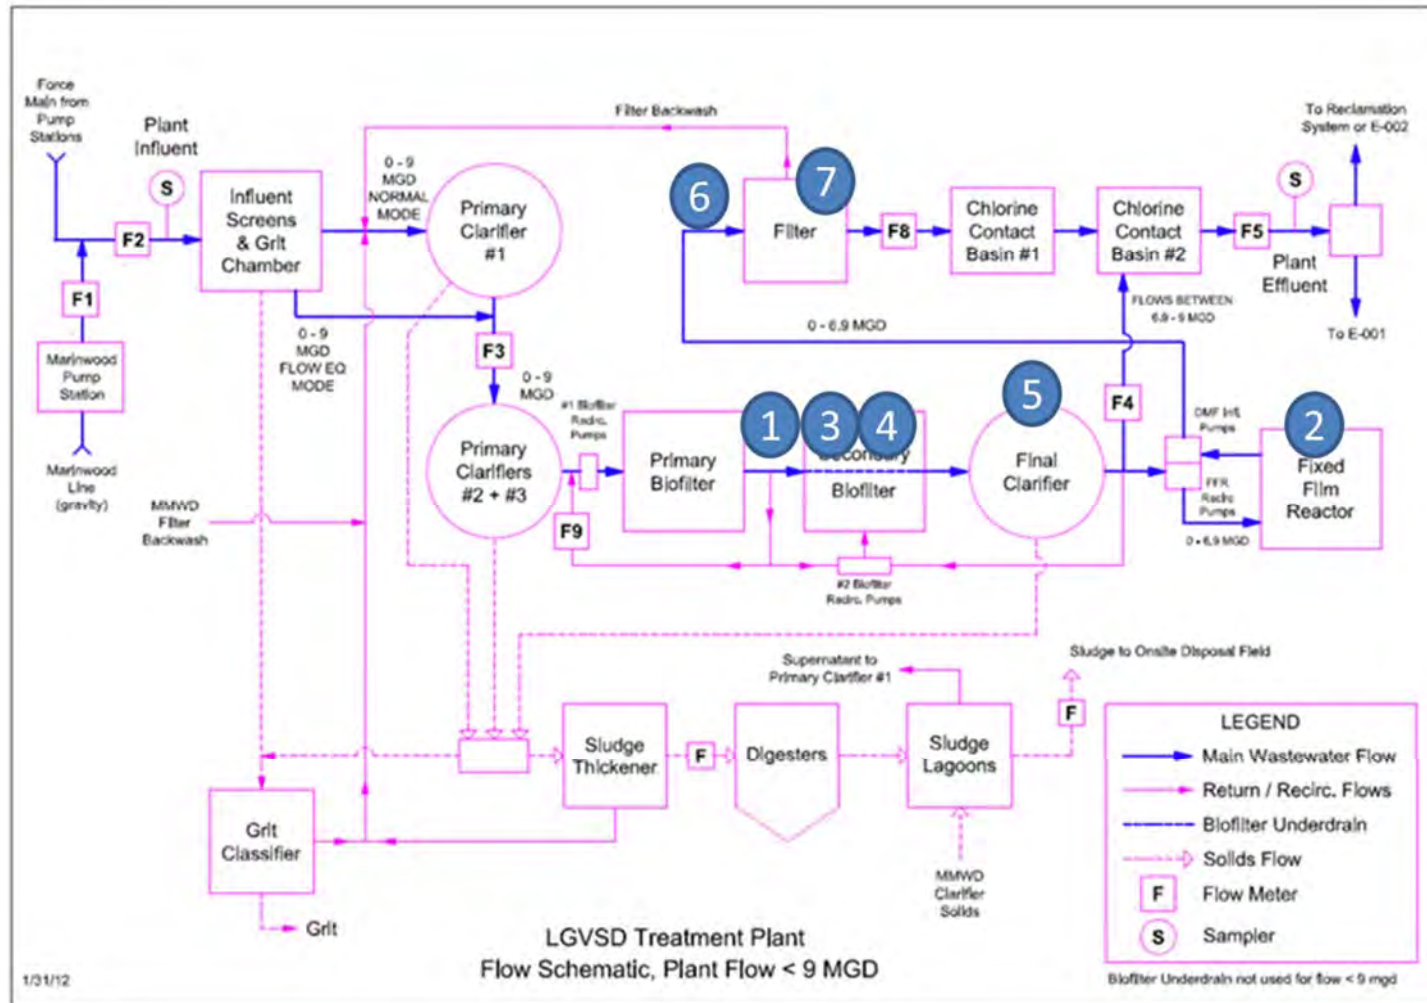 Force
Main from
Pump
Stations
Plant
Influent
S
F2
F1
Marinwood
Pump
Station
Marinwood
Line
(gravity)
Influent
Screens
& Grit
Chamber
0 - 9
MGD
NORMAL
MODE
0 - 9
MGD
FLOW EQ
MODE
Primary
Clarifier
#1
F3
0 - 9
MGD
Primary
Clarifiers
#2 + #3
#1 Biofilter
Recirc.
Pumps
F9
Primary
Biofilter
1
3
4
Secondary
Biofilter
#2 Biofilter
Recirc. Pumps
5
Final
Clarifier
Filter Backwash
6
7
Filter
F8
Chlorine
Contact
Basin #1
Chlorine
Contact
Basin #2
F5
S
Plant
Effluent
To Reclamation
System or E-002
To E-001
FLOWS BETWEEN
6.9 - 9 MGD
0 - 6.9 MGD
F4
DMF Infl.
Pumps
FFR
Recirc
Pumps
0 - 6.9 MGD
2
Fixed
Film
Reactor
MMWD
Filter
Backwash
Supernatant to
Primary Clarifier #1
Sludge to Onsite Disposal Field
Sludge
Thickener
F
Digesters
Sludge
Lagoons
F
MMWD
Clarifier
Solids
Grit
Classifier
Grit
LEGEND
Main Wastewater Flow
Return / Recirc. Flows
Biofilter Underdrain
Solids Flow
F Flow Meter
S Sampler
LGVSD Treatment Plant
Flow Schematic, Plant Flow < 9 MGD
1/31/12
Biofilter Underdrain not used for flow < 9 mgd